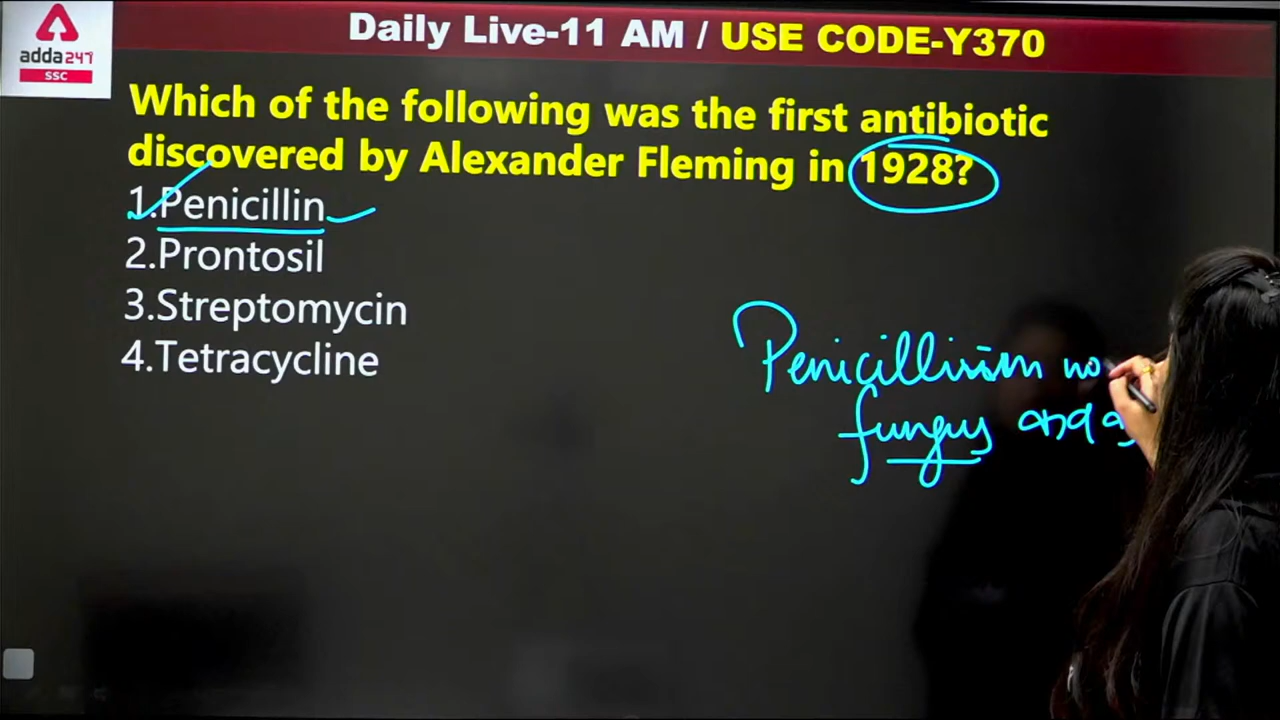 adda247
SSC
Daily Live-11 AM / USE CODE-Y370
Which of the following was the first antibiotic
discovered by Alexander Fleming in 1928?
1.Penicillin
2.Prontosil
3.Streptomycin
4.Tetracycline
fungus